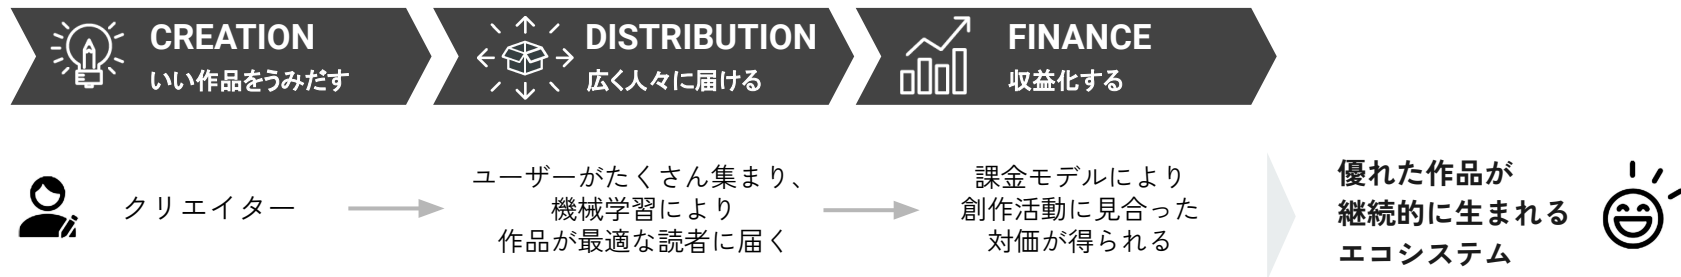 CREATION
いい作品をうみだす
DISTRIBUTION
広く人々に届ける
FINANCE
収益化する
クリエイター
ユーザーがたくさん集まり、
機械学習により
作品が最適な読者に届く
課金モデルにより
創作活動に見合った
対価が得られる
優れた作品が
継続的に生まれる
エコシステム